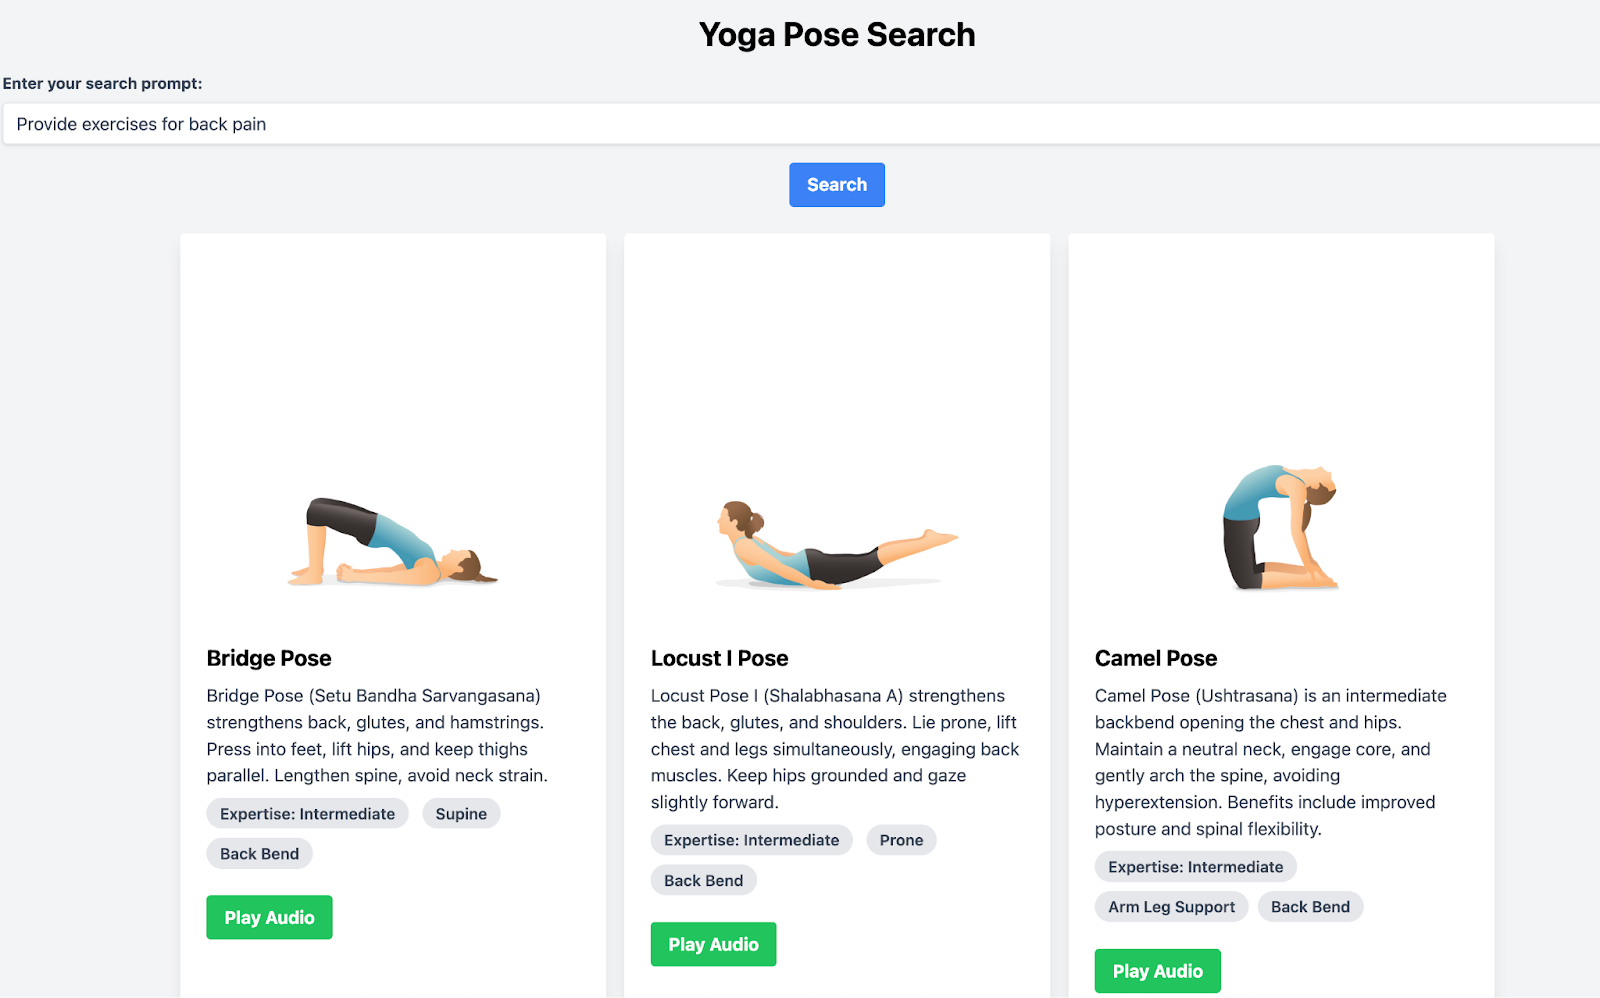 Yoga Pose Search
Enter your search prompt:
Provide exercises for back pain
Search
Bridge Pose
Bridge Pose (Setu Bandha Sarvangasana)
strengthens back, glutes, and hamstrings.
Press into feet, lift hips, and keep thighs
parallel. Lengthen spine, avoid neck strain.
Expertise: Intermediate
Supine
Back Bend
Play Audio
Locust I Pose
Locust Pose I (Shalabhasana A) strengthens
the back, glutes, and shoulders. Lie prone, lift
chest and legs simultaneously, engaging back
muscles. Keep hips grounded and gaze
slightly forward.
Expertise: Intermediate
Prone
Back Bend
Play Audio
Camel Pose
Camel Pose (Ushtrasana) is an intermediate
backbend opening the chest and hips.
Maintain a neutral neck, engage core, and
gently arch the spine, avoiding
hyperextension. Benefits include improved
posture and spinal flexibility.
Expertise: Intermediate
Arm Leg Support
Back Bend
Play Audio